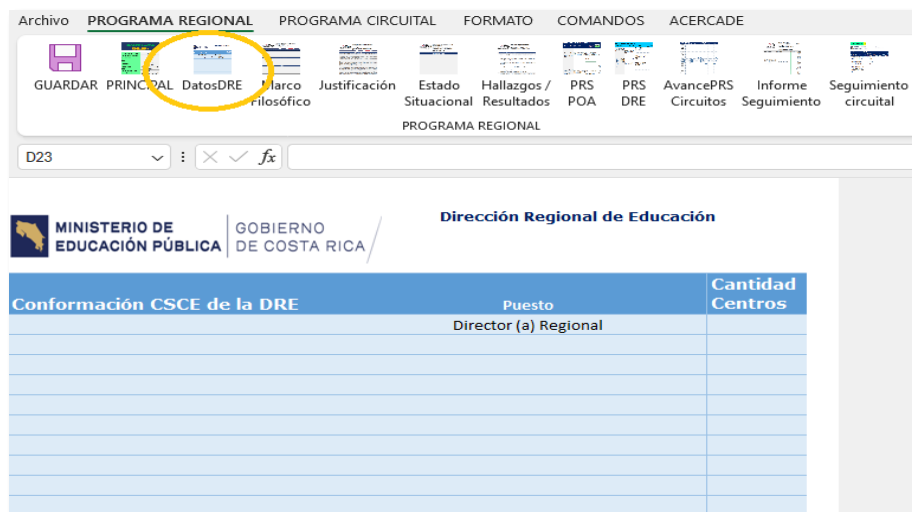 Archivo PROGRAMA REGIONAL PROGRAMA CIRCUITAL FORMATO COMANDOS ACERCADE
GUARDAR PRINCIPAL DatosDRE Marco Filosófico Justificación Estado Situacional Hallazgos / Resultados PRS POA PRS DRE AvancePRS Circuitos Informe Seguimiento Seguimiento circuital
PROGRAMA REGIONAL
D23 fx
MINISTERIO DE EDUCACIÓN PÚBLICA
GOBIERNO DE COSTA RICA
Dirección Regional de Educación
Conformación CSCE de la DRE Puesto Cantidad Centros
Director (a) Regional